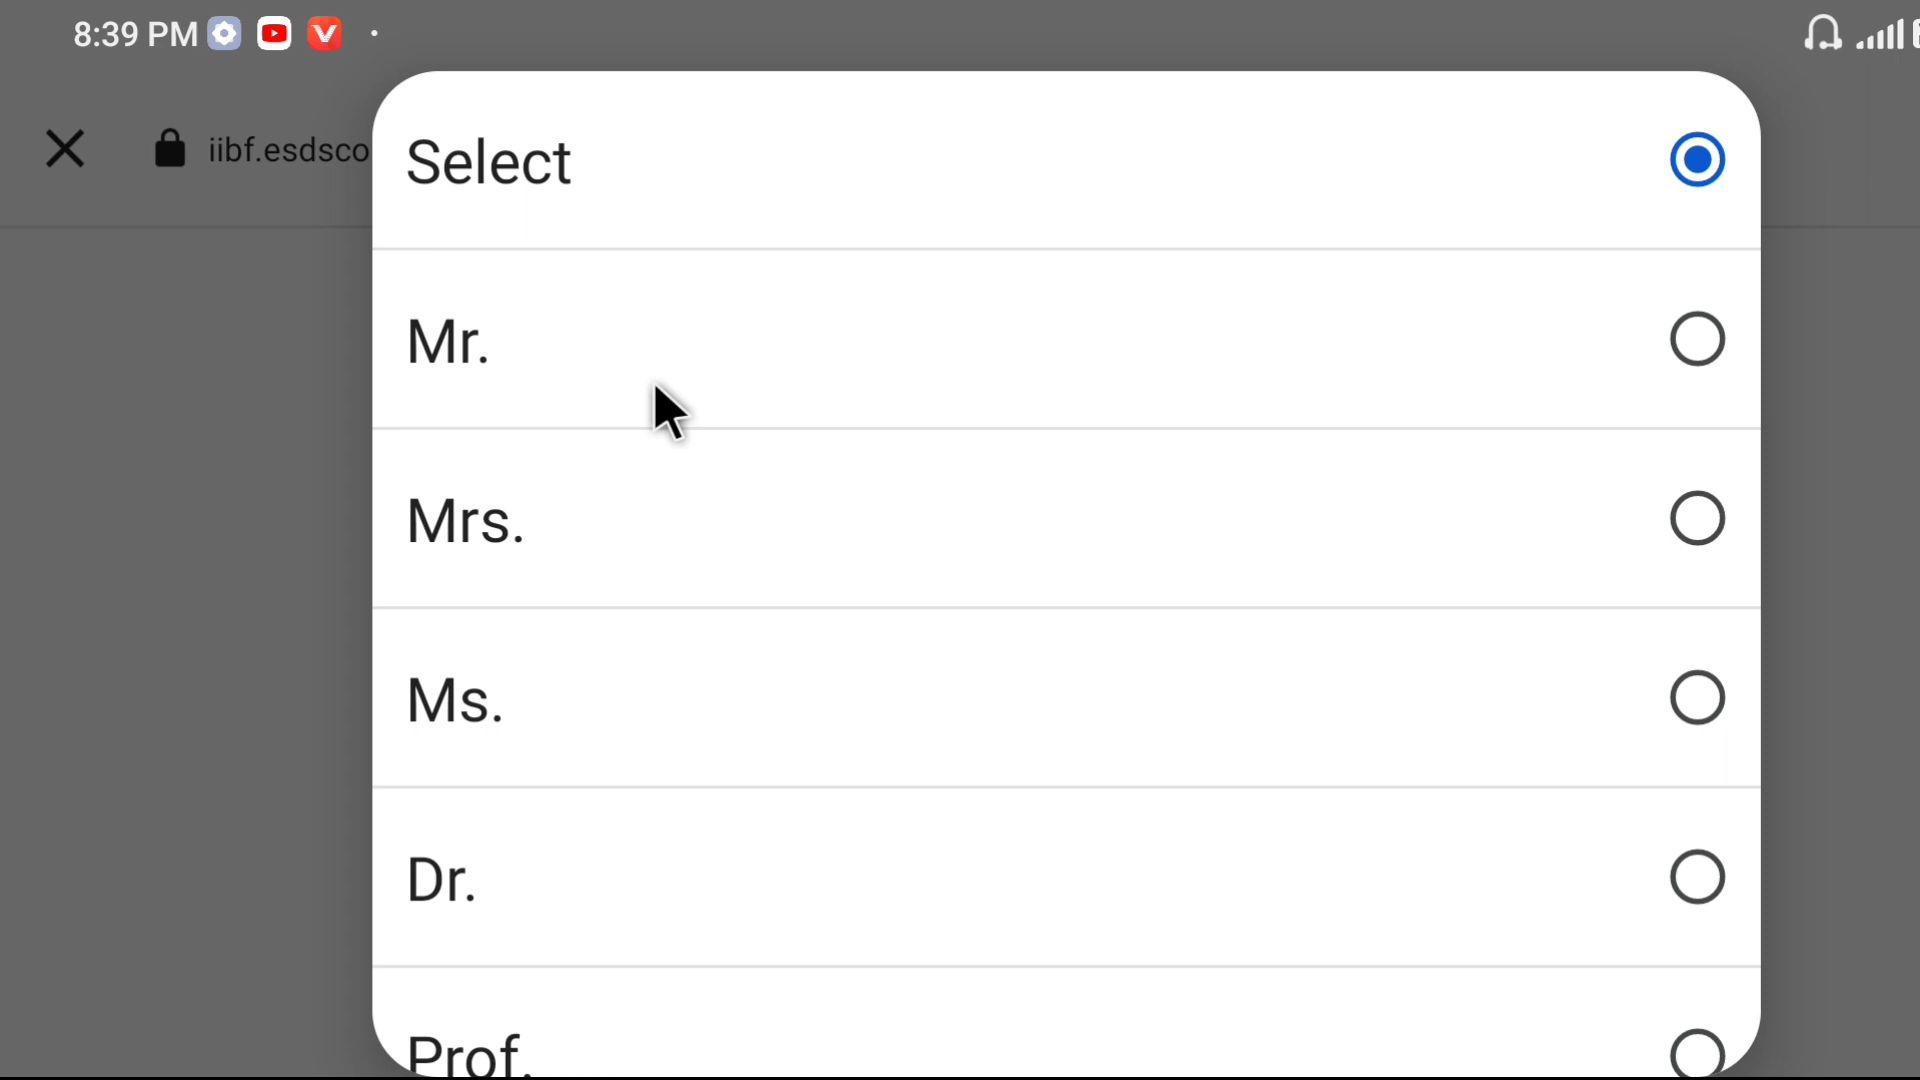 8:39 PM
iibf.esdsco
Select
Mr.
Mrs.
Ms.
Dr.
Prof.